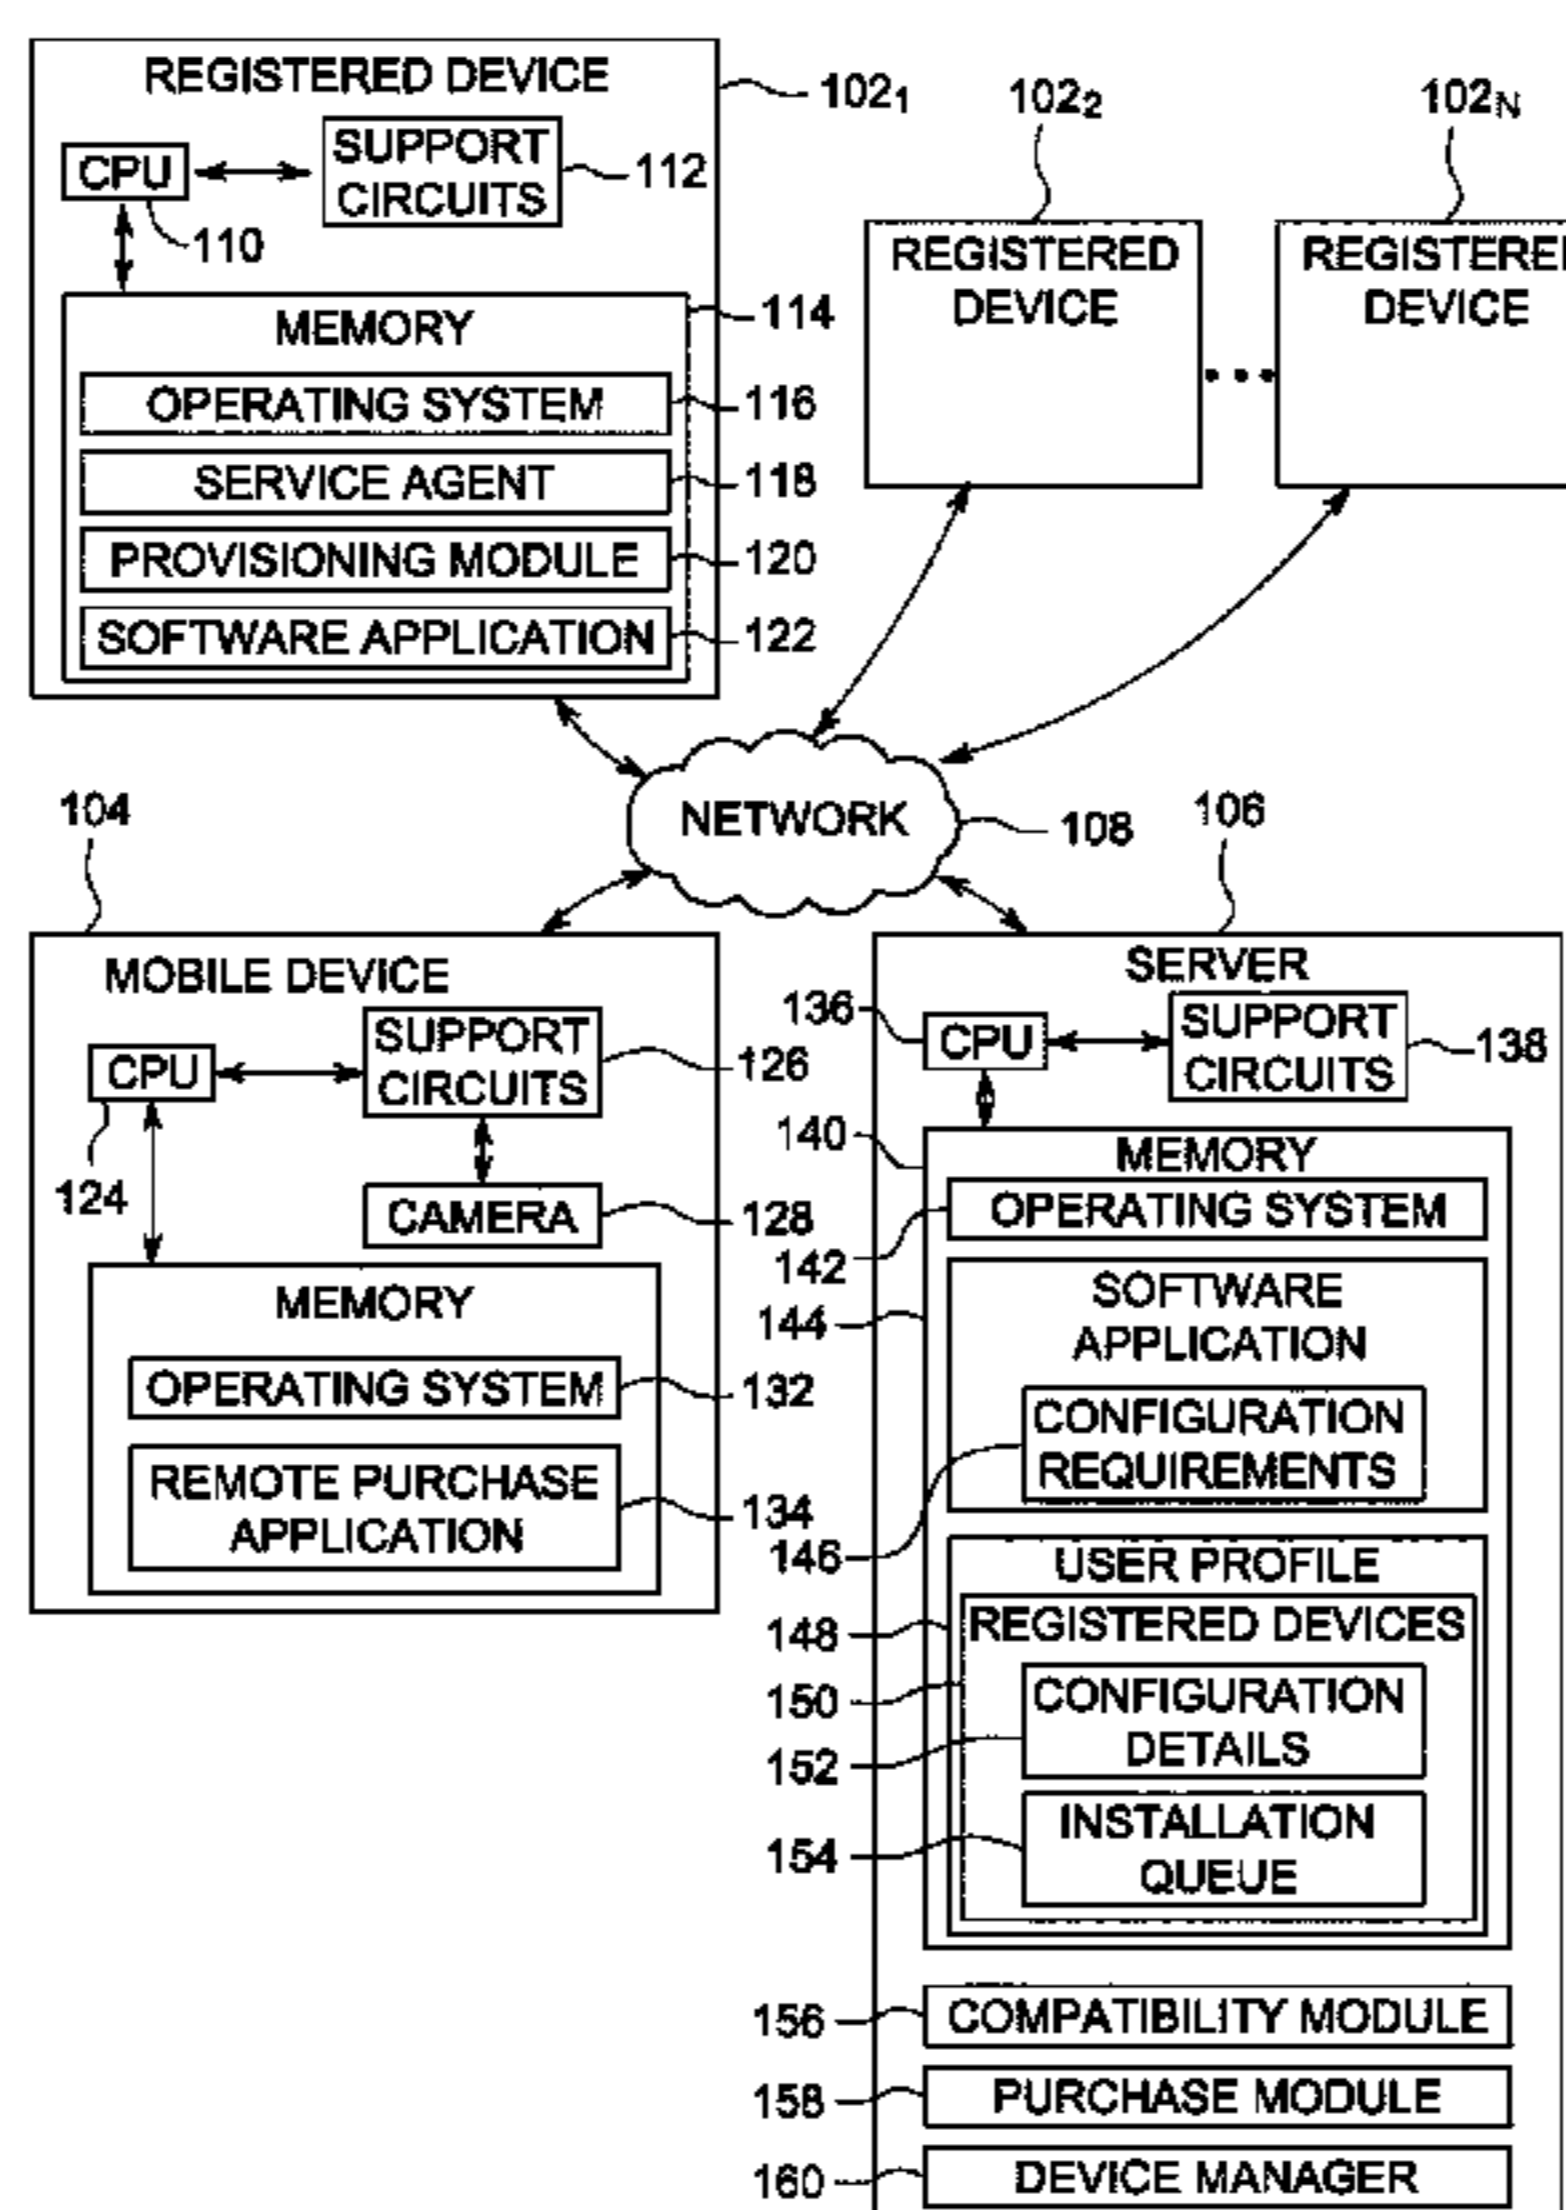 REGISTERED DEVICE
102₁
102₂
102N
CPU
SUPPORT
CIRCUITS
112
110
REGISTERED
DEVICE
REGISTERE
DEVICE
MEMORY
114
OPERATING SYSTEM
116
SERVICE AGENT
118
PROVISIONING MODULE
120
SOFTWARE APPLICATION
122
NETWORK
108
104
106
MOBILE DEVICE
CPU
SUPPORT
CIRCUITS
126
124
CAMERA
128
MEMORY
OPERATING SYSTEM
132
REMOTE PURCHASE
APPLICATION
134
SERVER
136
CPU
SUPPORT
CIRCUITS
138
140
MEMORY
OPERATING SYSTEM
142
SOFTWARE
APPLICATION
144
CONFIGURATION
REQUIREMENTS
146
USER PROFILE
148
REGISTERED DEVICES
150
CONFIGURATION
DETAILS
152
INSTALLATION
QUEUE
154
156
COMPATIBILITY MODULE
158
PURCHASE MODULE
160
DEVICE MANAGER